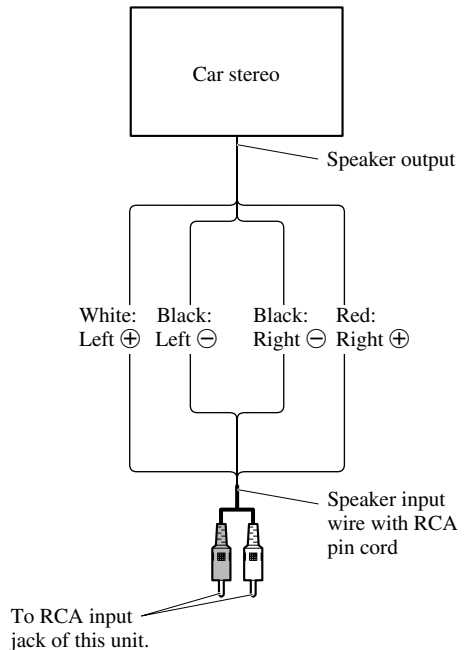 Car stereo
Speaker output
White:
Left ⊕
Black:
Left ⊖
Black:
Right ⊖
Red:
Right ⊕
Speaker input
wire with RCA
pin cord
To RCA input
jack of this unit.